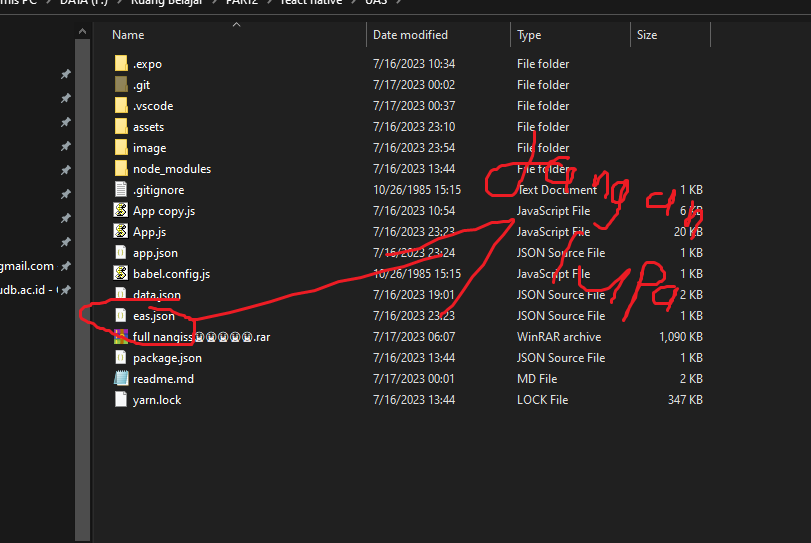 DATA (F:) > Ruang Belajar > PART2 > react native > UAS >
Name Date modified Type Size
.expo 7/16/2023 10:34 File folder
.git 7/17/2023 00:02 File folder
.vscode 7/17/2023 00:37 File folder
assets 7/16/2023 23:10 File folder
image 7/16/2023 23:54 File folder
node_modules 7/16/2023 13:44 File folder
.gitignore 10/26/1985 15:15 Text Document 1 KB
App copy.js 7/16/2023 10:54 JavaScript File 6 KB
App.js 7/16/2023 23:23 JavaScript File 20 KB
app.json 7/16/2023 23:24 JSON Source File 1 KB
babel.config.js 10/26/1985 15:15 JavaScript File 1 KB
data.json 7/16/2023 19:01 JSON Source File 2 KB
eas.json 7/16/2023 23:23 JSON Source File 1 KB
full nangiss😭😭😭😭😭.rar 7/17/2023 06:07 WinRAR archive 1,090 KB
package.json 7/16/2023 13:44 JSON Source File 1 KB
readme.md 7/17/2023 00:01 MD File 2 KB
yarn.lock 7/16/2023 13:44 LOCK File 347 KB
gmail.com
udb.ac.id -